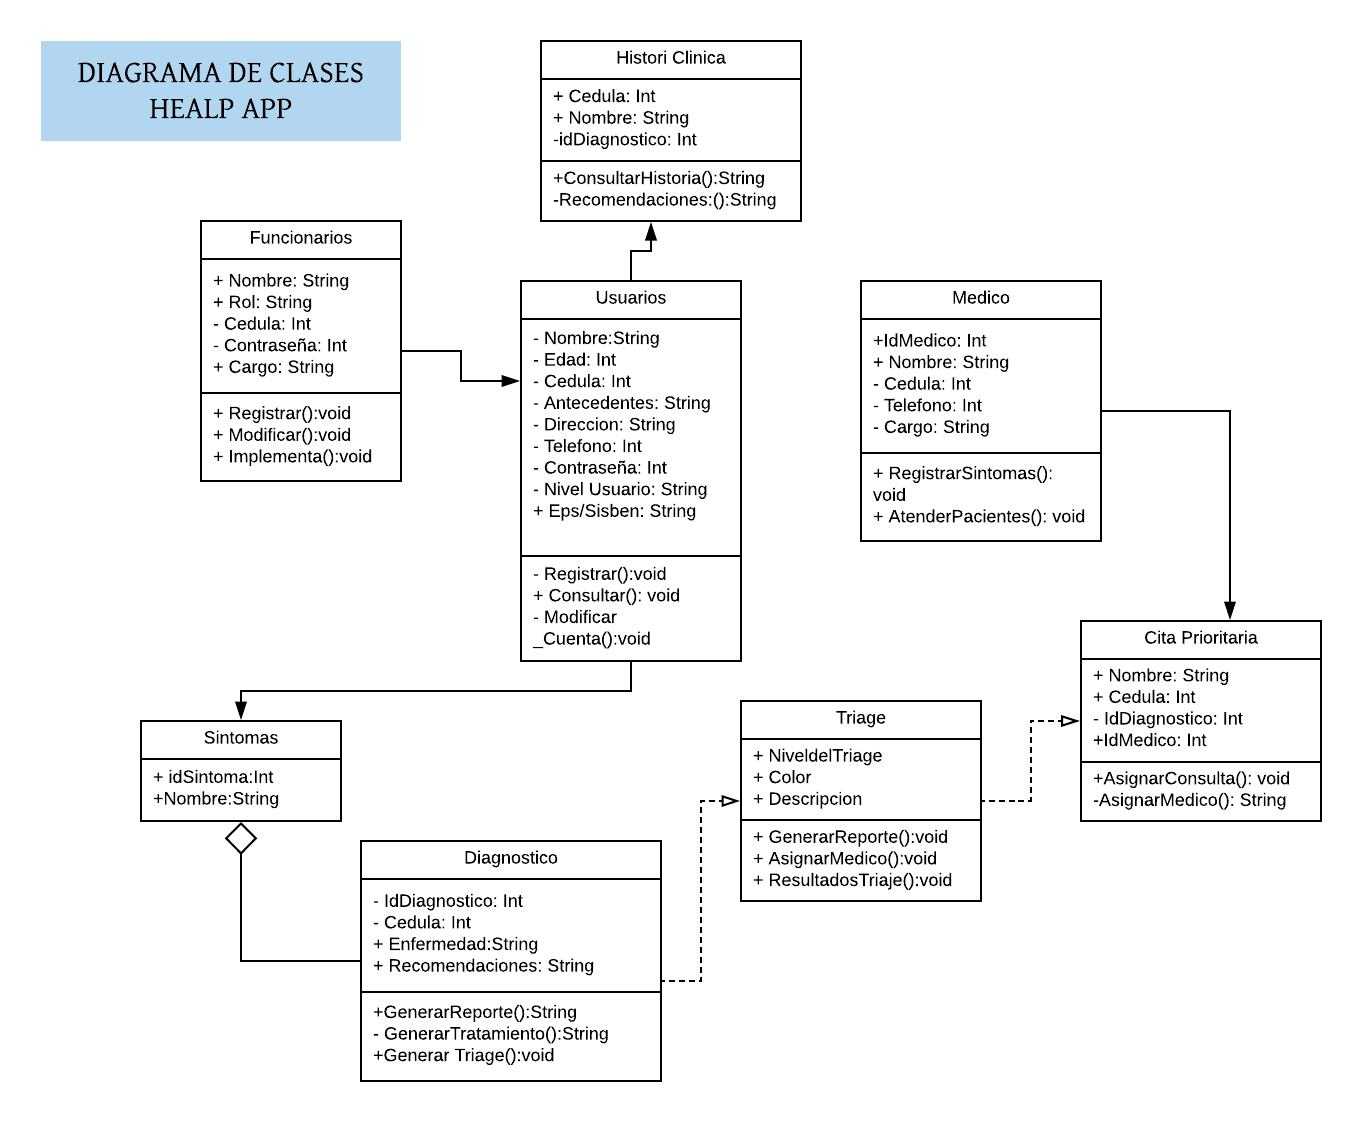 DIAGRAMA DE CLASES
HEALP APP
Histori Clinica
+ Cedula: Int
+ Nombre: String
-idDiagnostico: Int
+ConsultarHistoria():String
-Recomendaciones:():String
Funcionarios
+ Nombre: String
+ Rol: String
- Cedula: Int
- Contraseña: Int
+ Cargo: String
+ Registrar():void
+ Modificar():void
+ Implementa():void
Usuarios
- Nombre:String
- Edad: Int
- Cedula: Int
- Antecedentes: String
- Direccion: String
- Telefono: Int
- Contraseña: Int
- Nivel Usuario: String
+ Eps/Sisben: String
- Registrar():void
+ Consultar(): void
- Modificar
_Cuenta():void
Medico
+IdMedico: Int
+ Nombre: String
- Cedula: Int
- Telefono: Int
- Cargo: String
+ RegistrarSintomas():
void
+ AtenderPacientes(): void
Cita Prioritaria
+ Nombre: String
+ Cedula: Int
- IdDiagnostico: Int
+IdMedico: Int
+AsignarConsulta(): void
-AsignarMedico(): String
Sintomas
+ idSintoma:Int
+Nombre:String
Triage
+ NiveldelTriage
+ Color
+ Descripcion
+ GenerarReporte():void
+ AsignarMedico():void
+ ResultadosTriaje():void
Diagnostico
- IdDiagnostico: Int
- Cedula: Int
+ Enfermedad:String
+ Recomendaciones: String
+GenerarReporte():String
- GenerarTratamiento():String
+Generar Triage():void